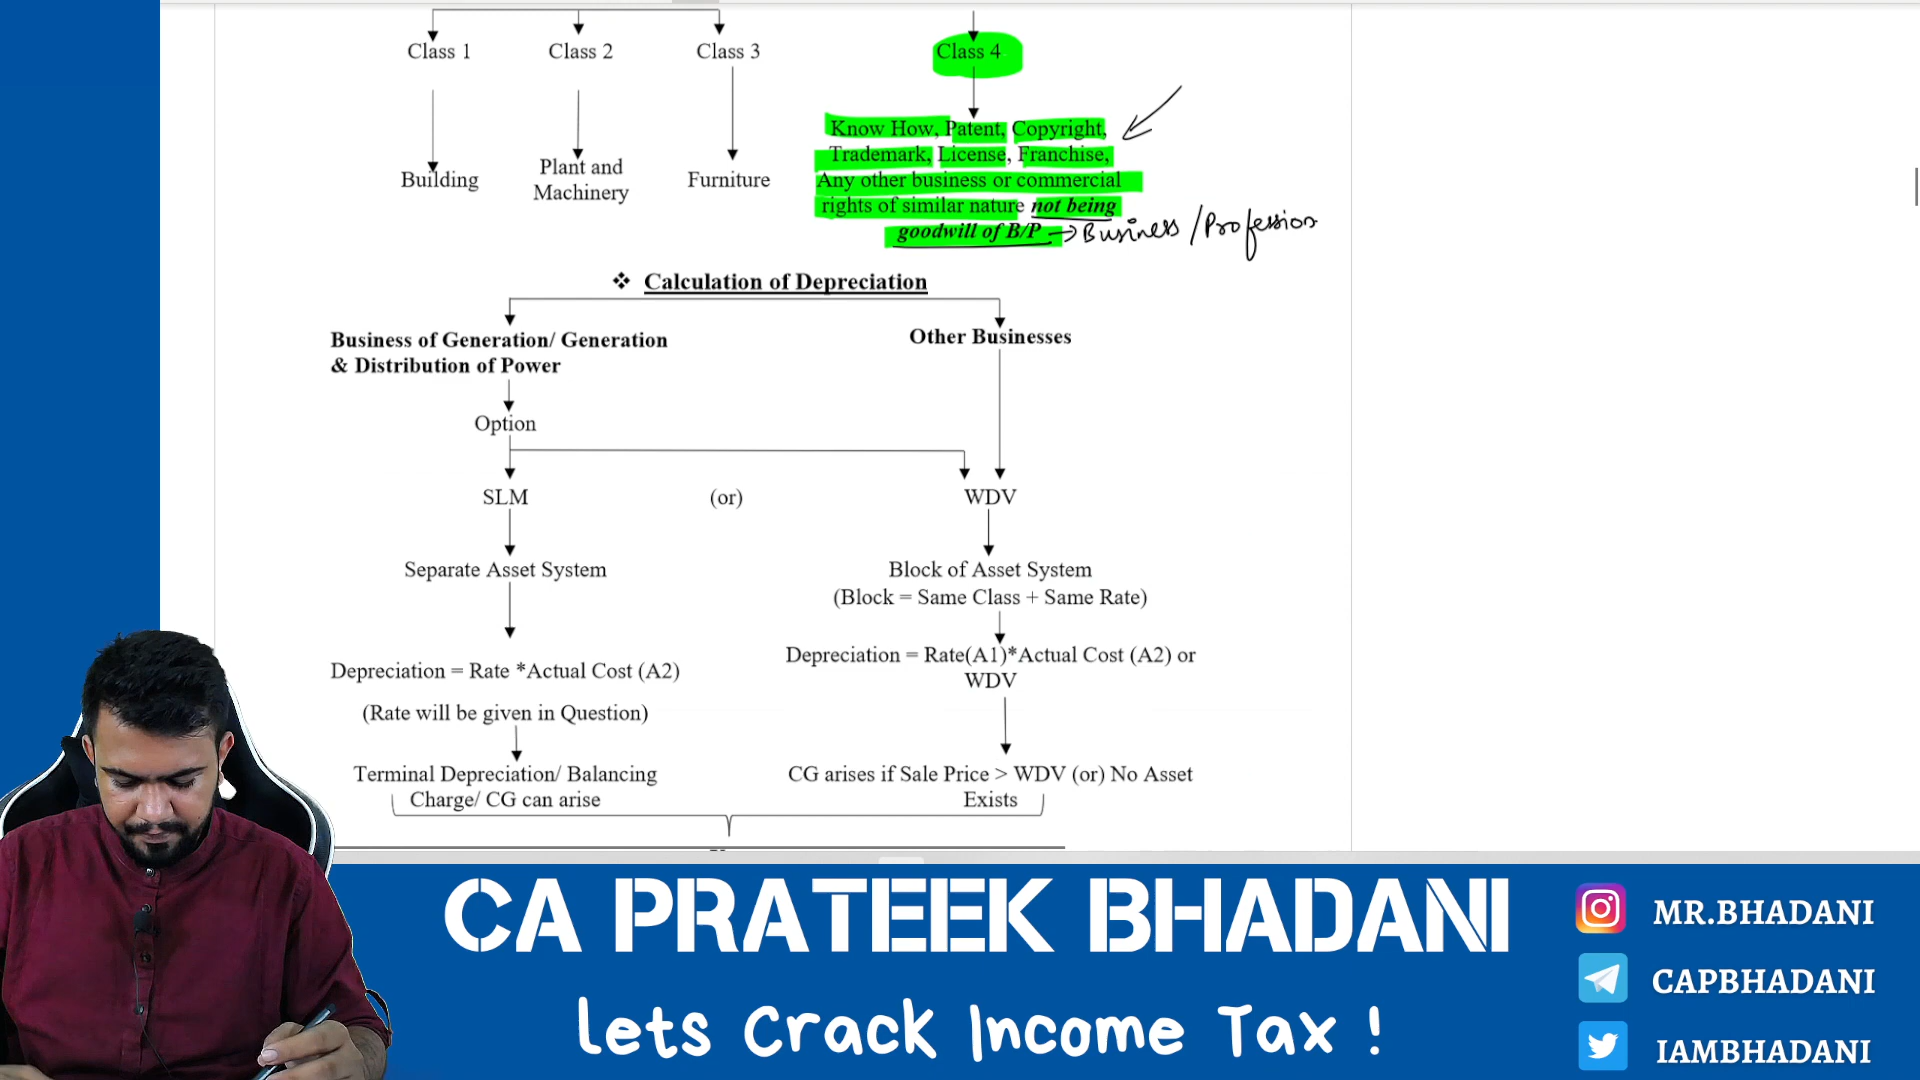 Class 1
Class 2
Class 3
Class 4
Building
Plant and
Machinery
Furniture
Know How, Patent, Copyright,
Trademark, License, Franchise,
Any other business or commercial
rights of similar nature not being
goodwill of B/P → Business / Profession
❖ Calculation of Depreciation
Business of Generation/ Generation
& Distribution of Power
Other Businesses
Option
SLM
(or)
WDV
Separate Asset System
Block of Asset System
(Block = Same Class + Same Rate)
Depreciation = Rate *Actual Cost (A2)
(Rate will be given in Question)
Depreciation = Rate(A1)*Actual Cost (A2) or
WDV
Terminal Depreciation/ Balancing
Charge/ CG can arise
CG arises if Sale Price > WDV (or) No Asset
Exists
CA PRATEEK BHADANI
Lets Crack Income Tax !
MR.BHADANI
CAPBHADANI
IAMBHADANI